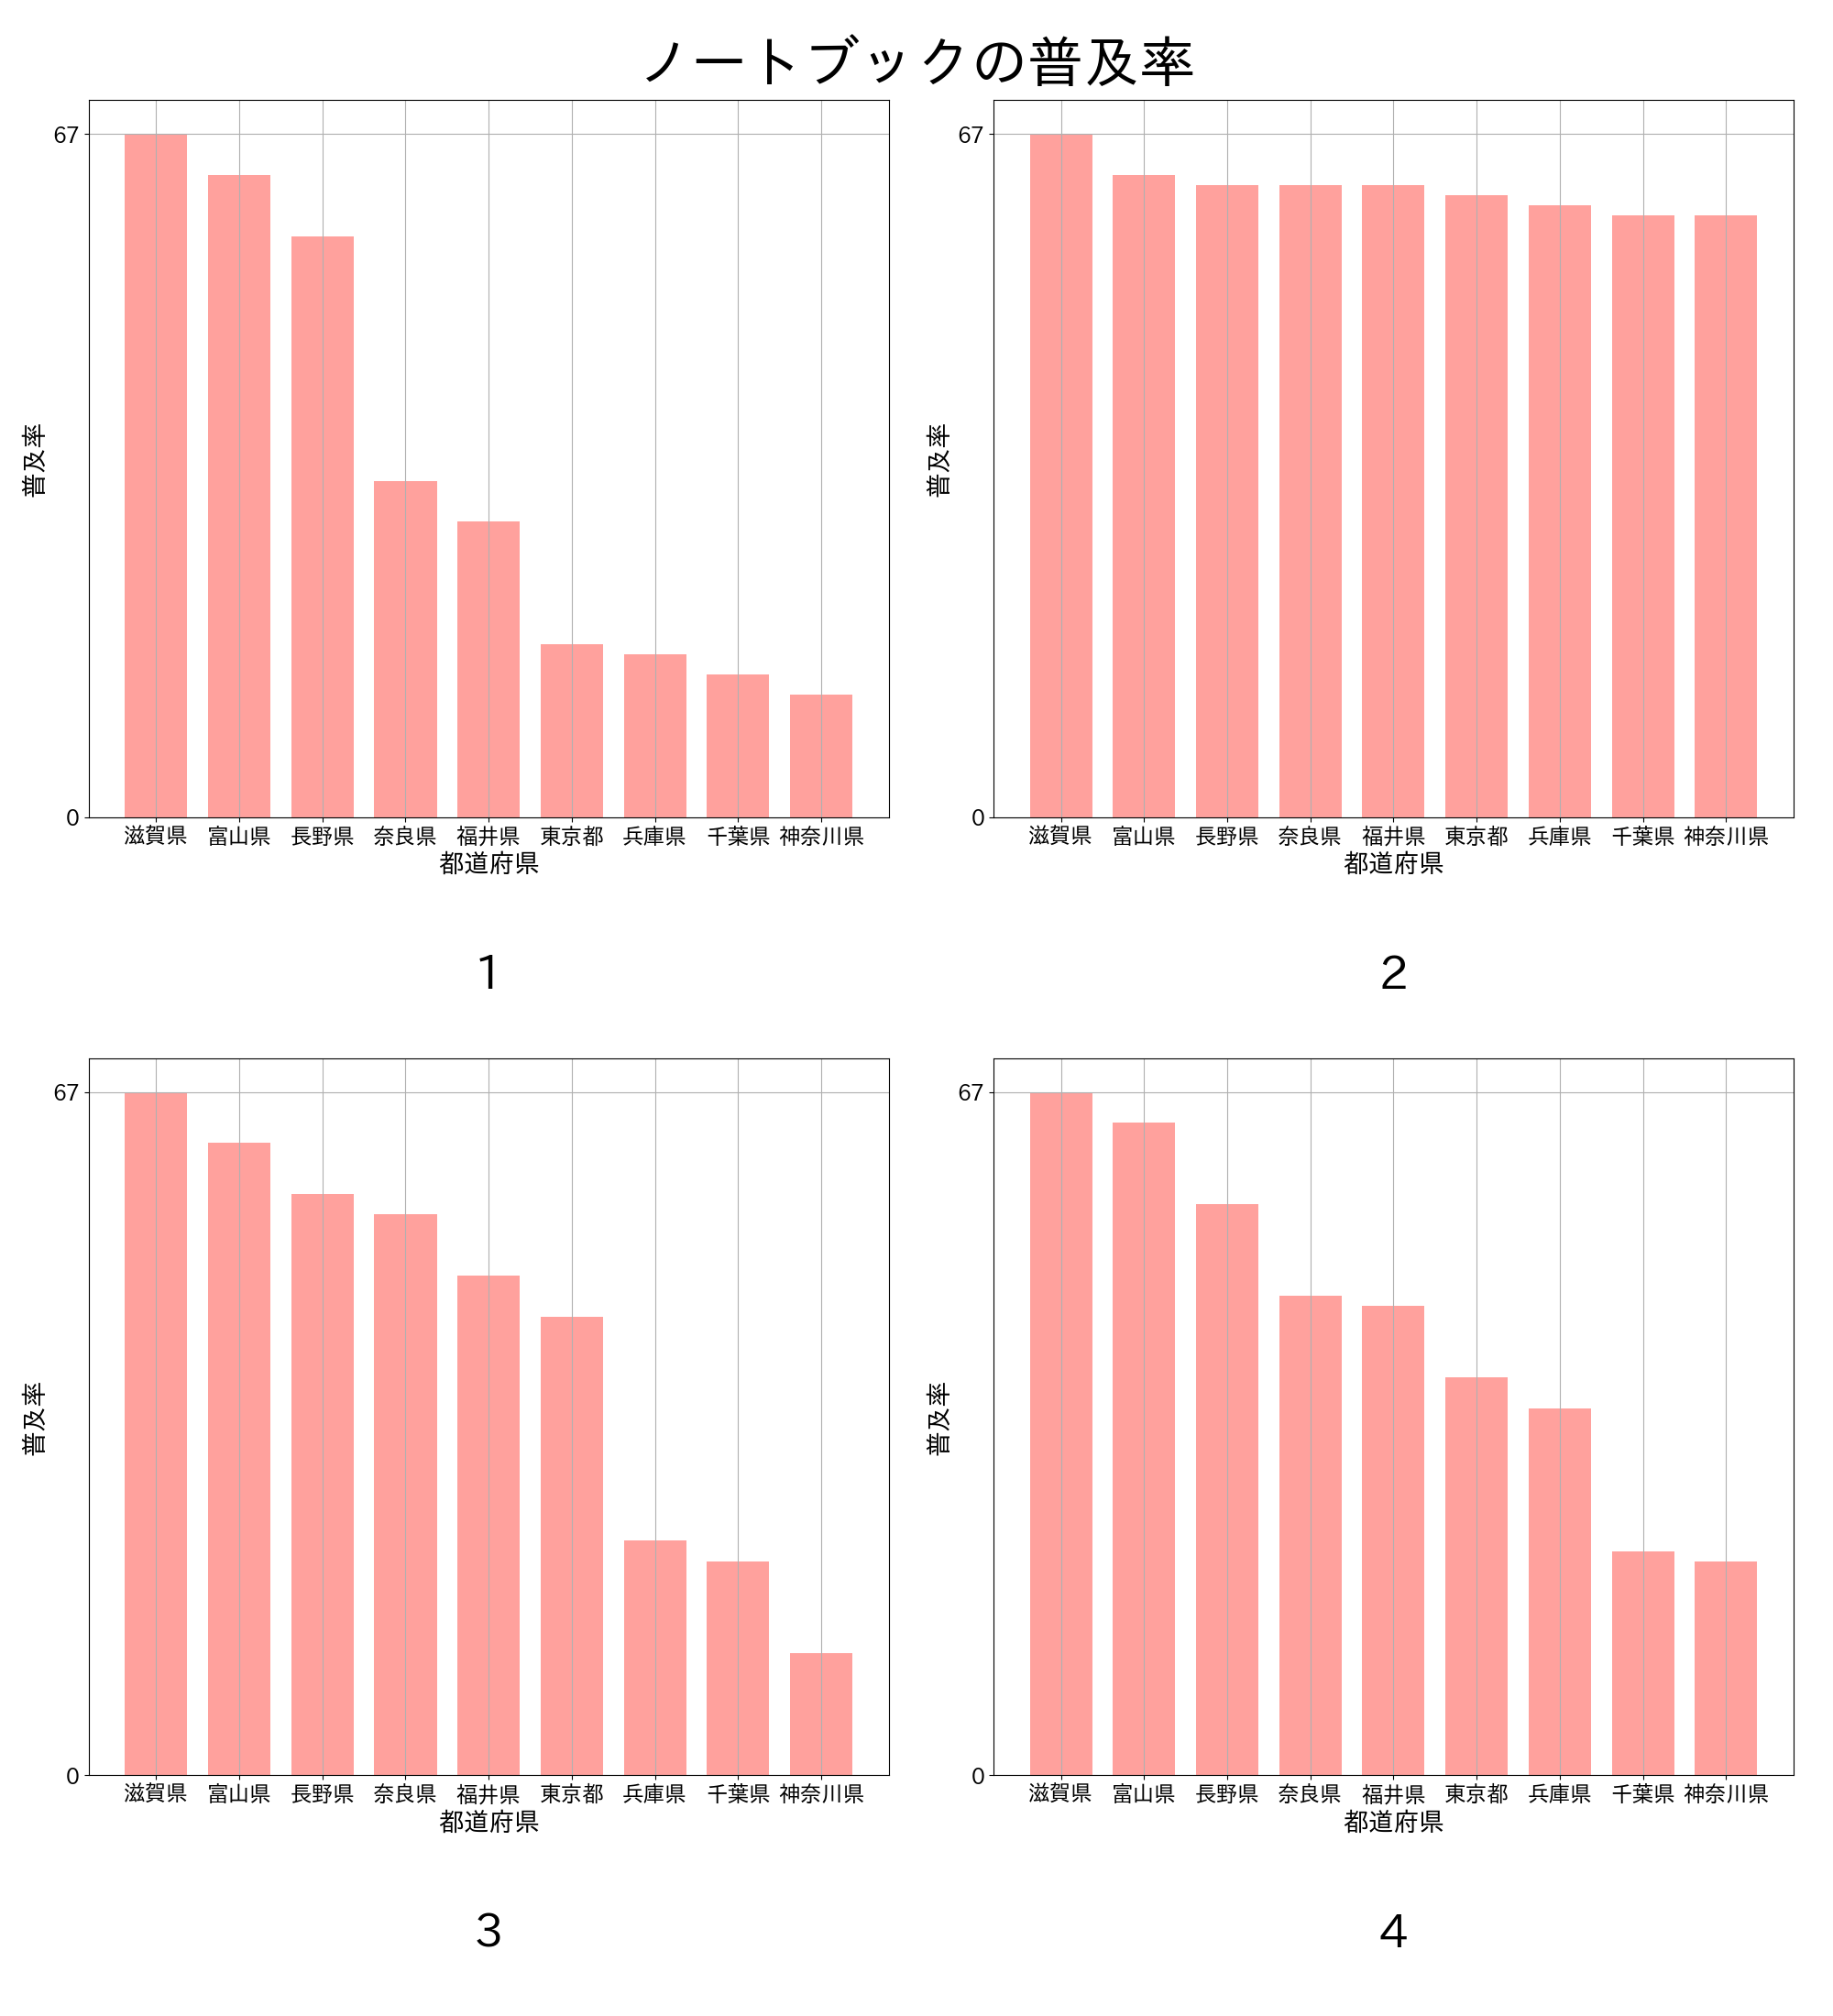 ノートブックの普及率
67
0
普及率
滋賀県 富山県 長野県 奈良県 福井県 東京都 兵庫県 千葉県 神奈川県
都道府県
1
67
0
普及率
滋賀県 富山県 長野県 奈良県 福井県 東京都 兵庫県 千葉県 神奈川県
都道府県
2
67
0
普及率
滋賀県 富山県 長野県 奈良県 福井県 東京都 兵庫県 千葉県 神奈川県
都道府県
3
67
0
普及率
滋賀県 富山県 長野県 奈良県 福井県 東京都 兵庫県 千葉県 神奈川県
都道府県
4